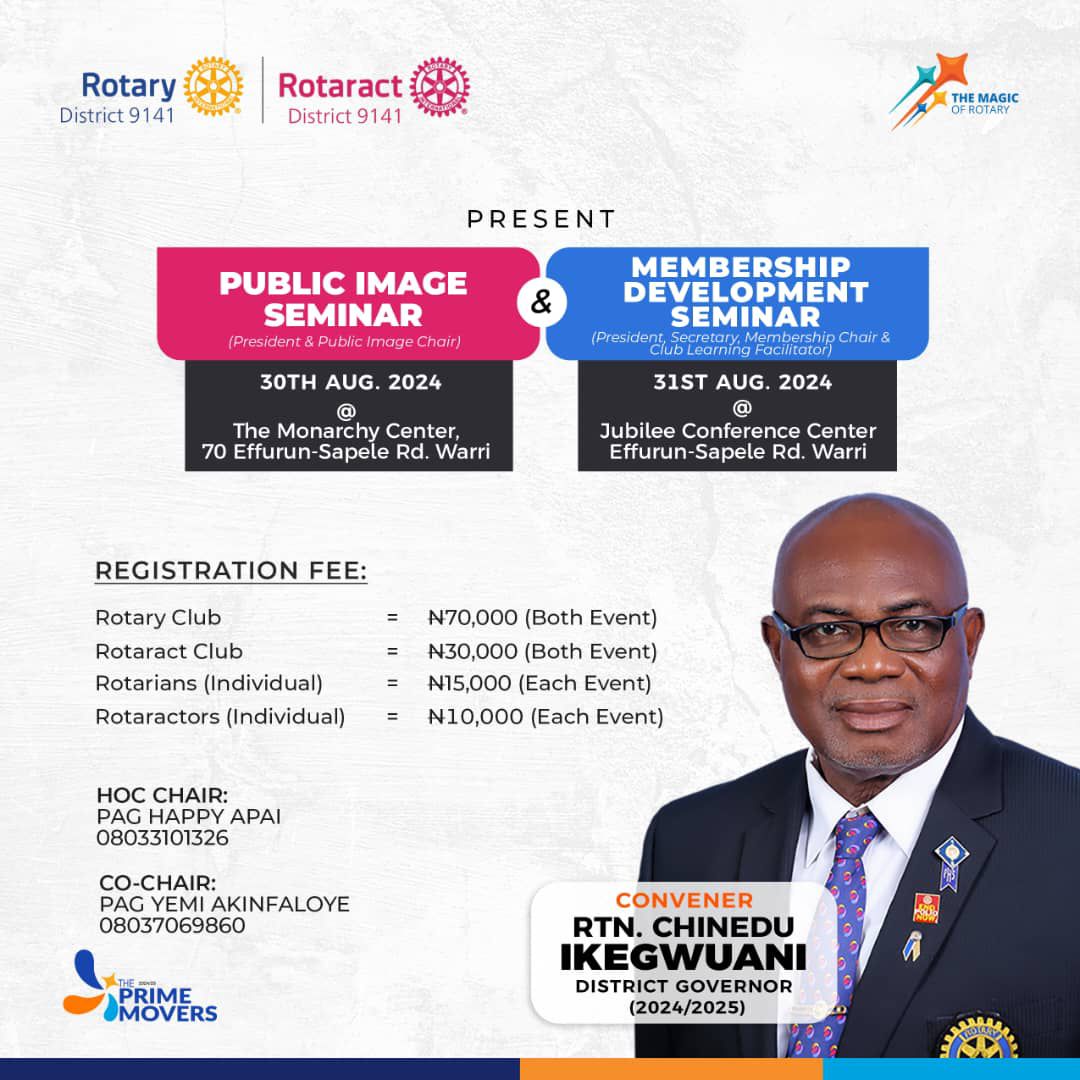 Rotary
District 9141
Rotaract
District 9141
THE MAGIC
OF ROTARY
PRESENT
PUBLIC IMAGE
SEMINAR
(President & Public Image Chair)
30TH AUG. 2024
@
The Monarchy Center,
70 Effurun-Sapele Rd. Warri
&
MEMBERSHIP
DEVELOPMENT
SEMINAR
(President, Secretary, Membership Chair &
Club Learning Facilitator)
31ST AUG. 2024
@
Jubilee Conference Center
Effurun-Sapele Rd. Warri
REGISTRATION FEE:
Rotary Club = ₦70,000 (Both Event)
Rotaract Club = ₦30,000 (Both Event)
Rotarians (Individual) = ₦15,000 (Each Event)
Rotaractors (Individual) = ₦10,000 (Each Event)
HOC CHAIR:
PAG HAPPY APAI
08033101326
CO-CHAIR:
PAG YEMI AKINFALOYE
08037069860
THE
PRIME
MOVERS
CONVENER
RTN. CHINEDU
IKEGWUANI
DISTRICT GOVERNOR
(2024/2025)
END
POLIO
NOW
ROTARY